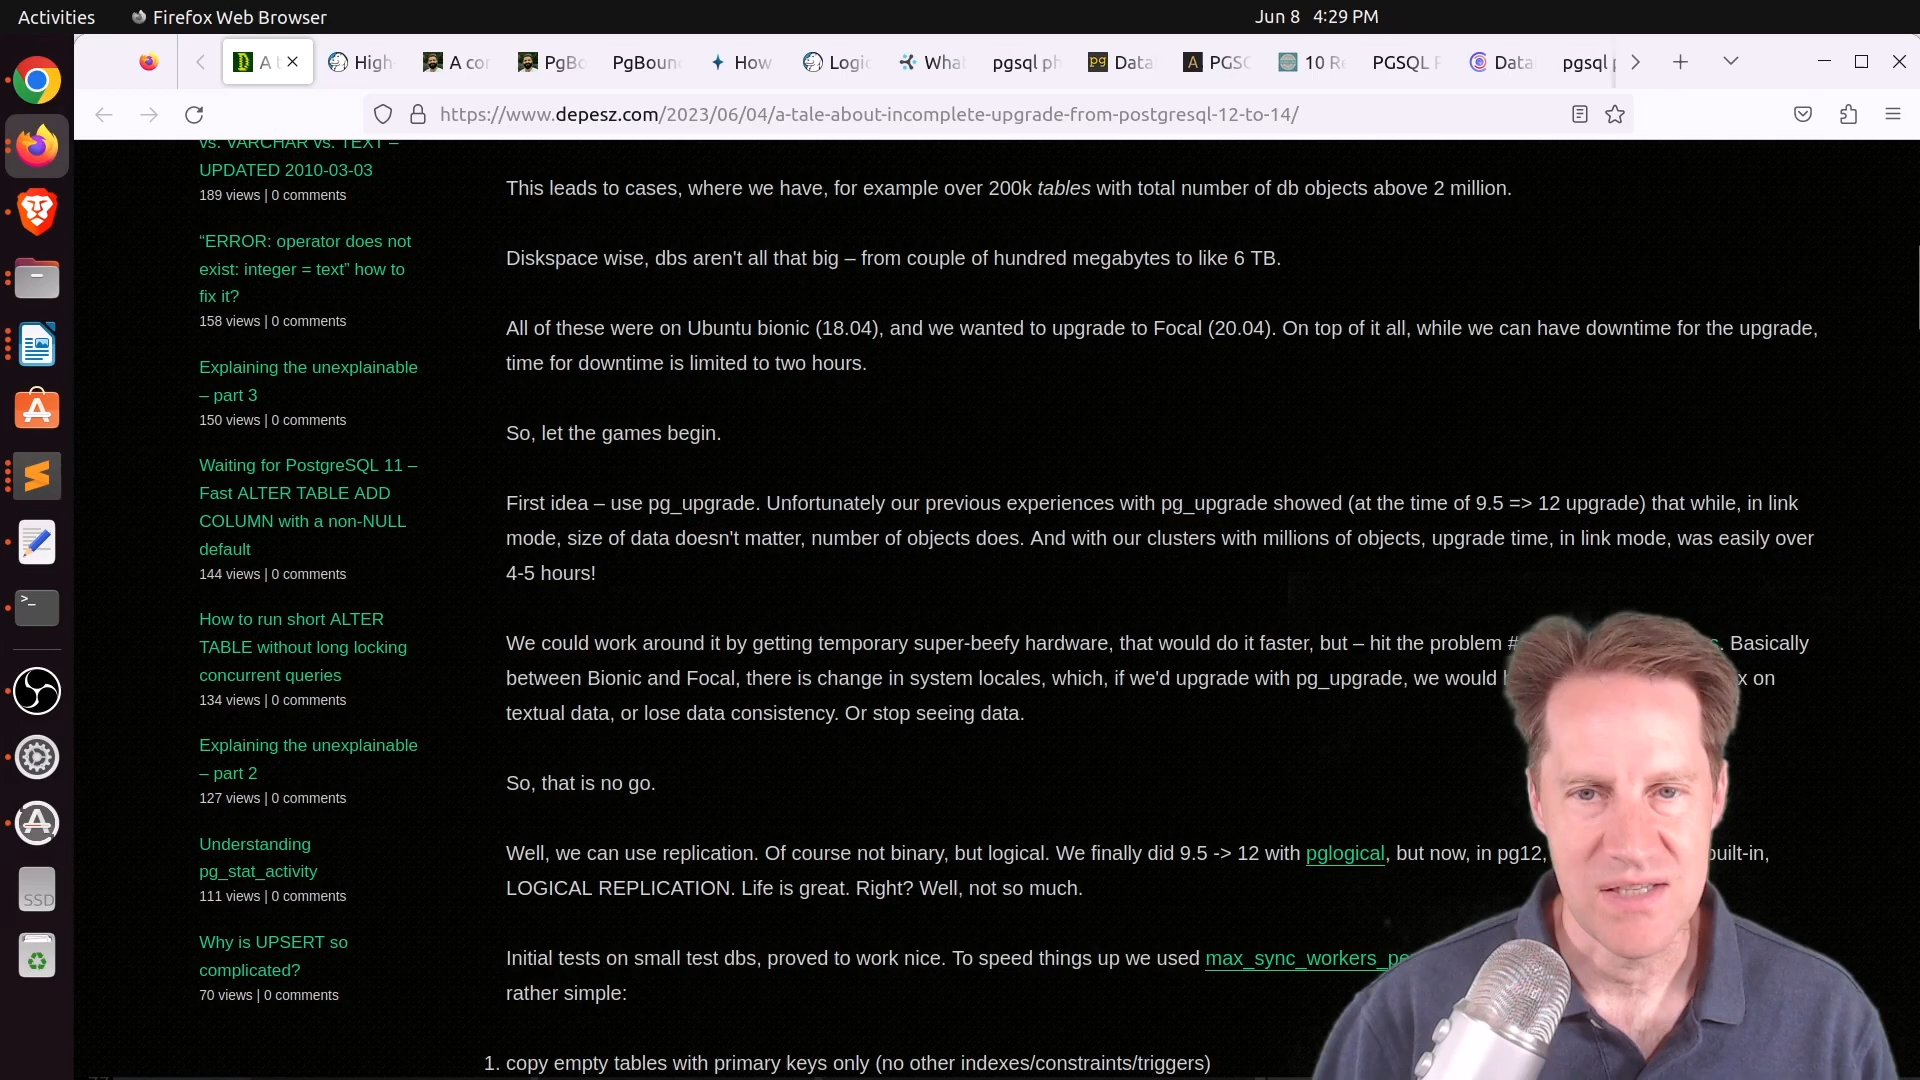 Activities
Firefox Web Browser
Jun 8 4:29 PM
A t
High-
A cor
PgBo
PgBoun
How
Logic
What
pgsql ph
Data
PGSQ
10 Re
PGSQL P
Data
pgsql p
https://www.depesz.com/2023/06/04/a-tale-about-incomplete-upgrade-from-postgresql-12-to-14/
vs. VARCHAR vs. TEXT –
UPDATED 2010-03-03
189 views | 0 comments
“ERROR: operator does not
exist: integer = text” how to
fix it?
158 views | 0 comments
Explaining the unexplainable
– part 3
150 views | 0 comments
Waiting for PostgreSQL 11 –
Fast ALTER TABLE ADD
COLUMN with a non-NULL
default
144 views | 0 comments
How to run short ALTER
TABLE without long locking
concurrent queries
134 views | 0 comments
Explaining the unexplainable
– part 2
127 views | 0 comments
Understanding
pg_stat_activity
111 views | 0 comments
Why is UPSERT so
complicated?
70 views | 0 comments
This leads to cases, where we have, for example over 200k tables with total number of db objects above 2 million.
Diskspace wise, dbs aren't all that big – from couple of hundred megabytes to like 6 TB.
All of these were on Ubuntu bionic (18.04), and we wanted to upgrade to Focal (20.04). On top of it all, while we can have downtime for the upgrade,
time for downtime is limited to two hours.
So, let the games begin.
First idea – use pg_upgrade. Unfortunately our previous experiences with pg_upgrade showed (at the time of 9.5 => 12 upgrade) that while, in link
mode, size of data doesn't matter, number of objects does. And with our clusters with millions of objects, upgrade time, in link mode, was easily over
4-5 hours!
We could work around it by getting temporary super-beefy hardware, that would do it faster, but – hit the problem # s. Basically
between Bionic and Focal, there is change in system locales, which, if we'd upgrade with pg_upgrade, we would x on
textual data, or lose data consistency. Or stop seeing data.
So, that is no go.
Well, we can use replication. Of course not binary, but logical. We finally did 9.5 -> 12 with pglogical, but now, in pg12, built-in,
LOGICAL REPLICATION. Life is great. Right? Well, not so much.
Initial tests on small test dbs, proved to work nice. To speed things up we used max_sync_workers_pe
rather simple:
1. copy empty tables with primary keys only (no other indexes/constraints/triggers)
SSD